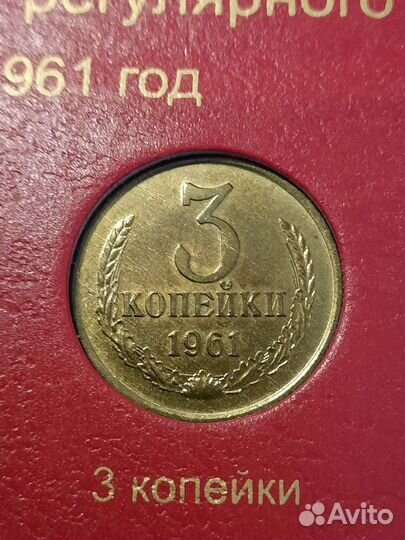 регулярного
961 год
3
КОПЕЙКИ
1961
3 копейки
Avito